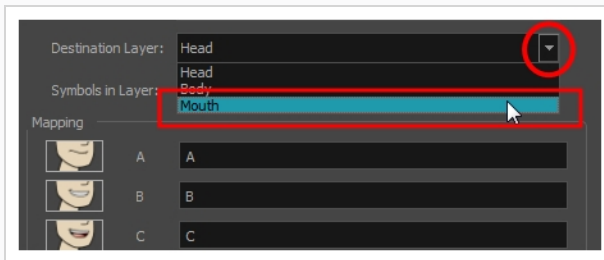 Destination Layer: Head
Head
Symbols in Layer: Body
Mouth
Mapping
A A
B B
C C